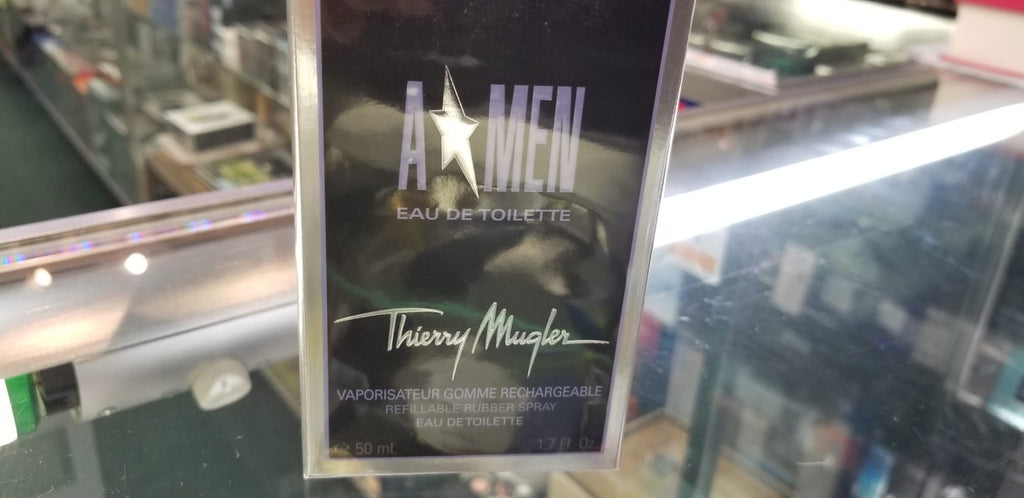 A★MEN
EAU DE TOILETTE
Thierry Mugler
VAPORISATEUR GOMME RECHARGEABLE
REFILLABLE RUBBER SPRAY
EAU DE TOILETTE
℮ 50 mL 1.7 Fl. Oz.